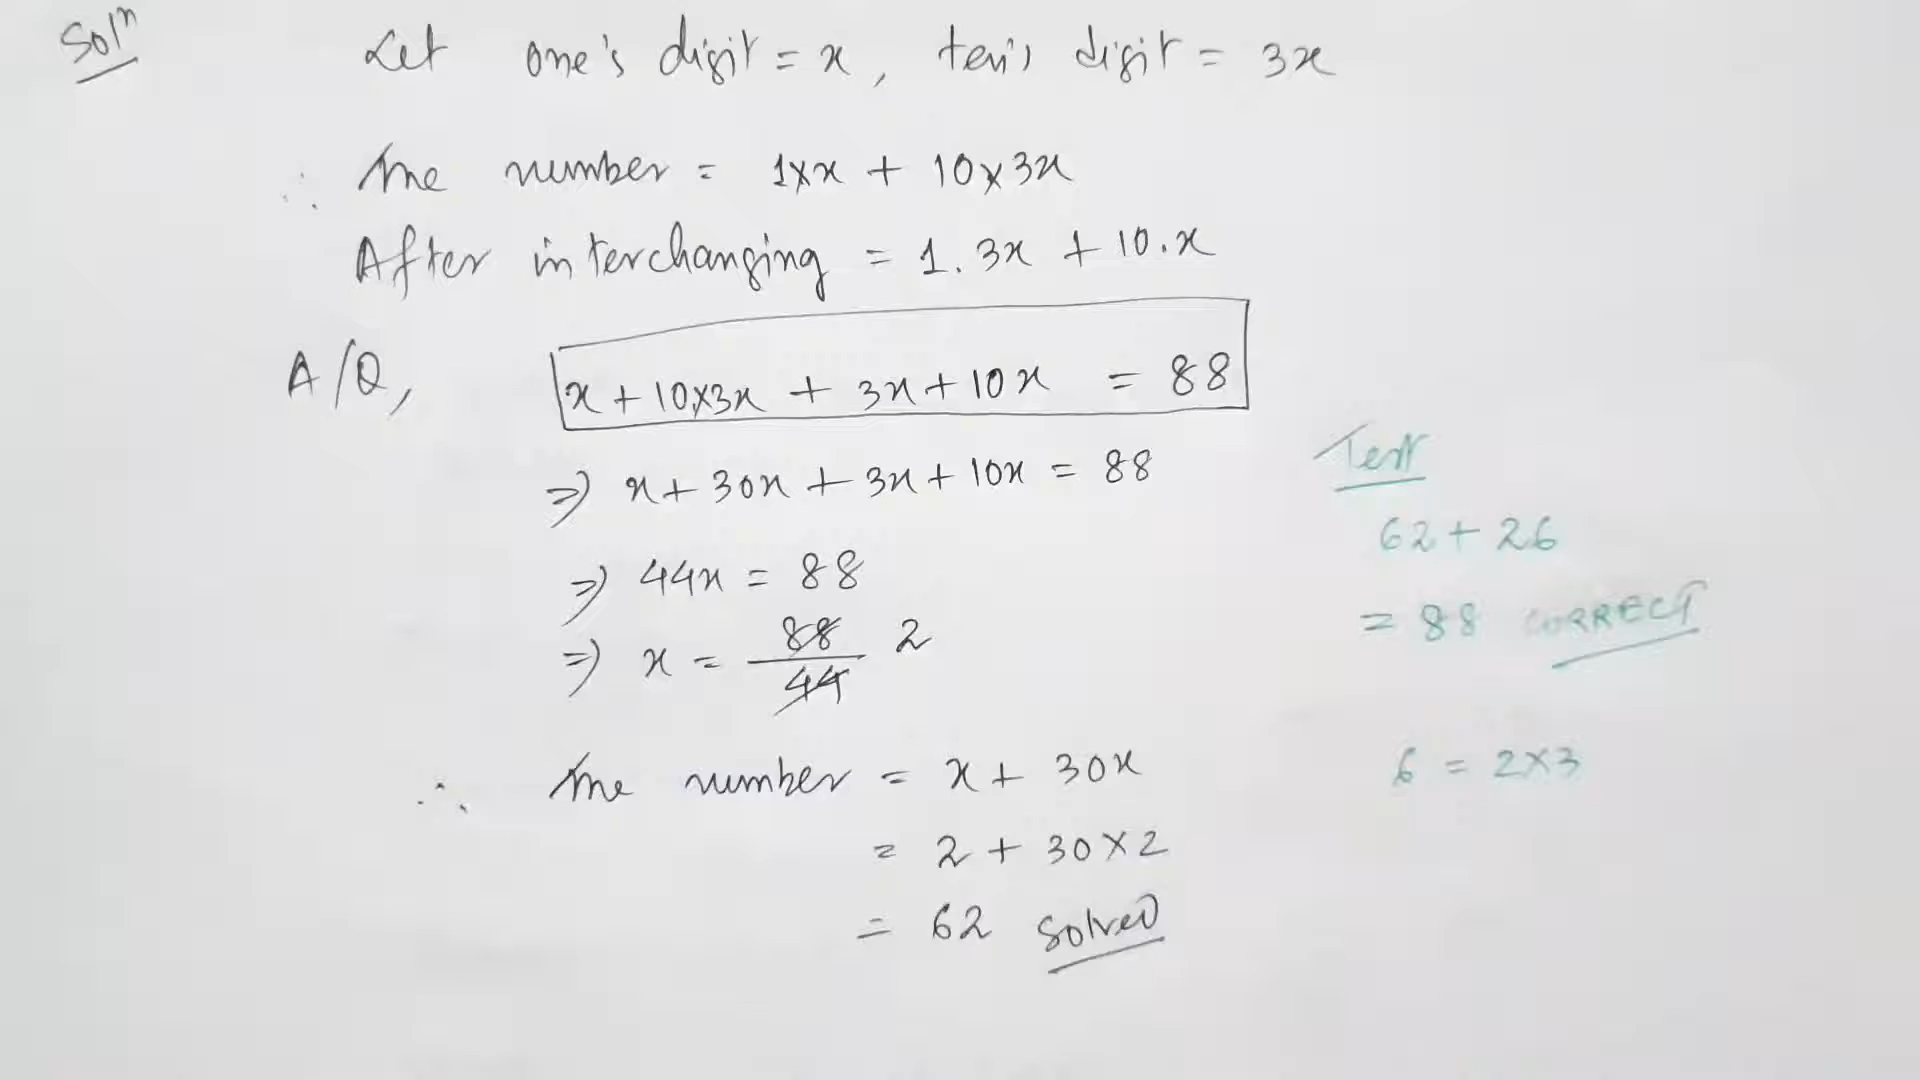 Solⁿ
Let one's digit = x, ten's digit = 3x
∴ The number = 1×x + 10×3x
After interchanging = 1.3x + 10.x
A/Q, x + 10×3x + 3x + 10x = 88
⇒ x + 30x + 3x + 10x = 88
⇒ 44x = 88
⇒ x = 88/44 2
∴ The number = x + 30x
= 2 + 30×2
= 62 Solved
Test
62 + 26
= 88 CORRECT
6 = 2×3